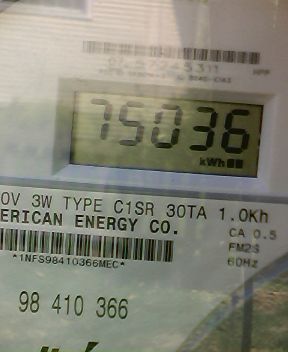 75036
kWh
0V 3W TYPE C1SR 30TA 1.0Kh
ERICAN ENERGY CO.
CA 0.5
FM2S
60Hz
*1NFS98410366MEC*
98 410 366